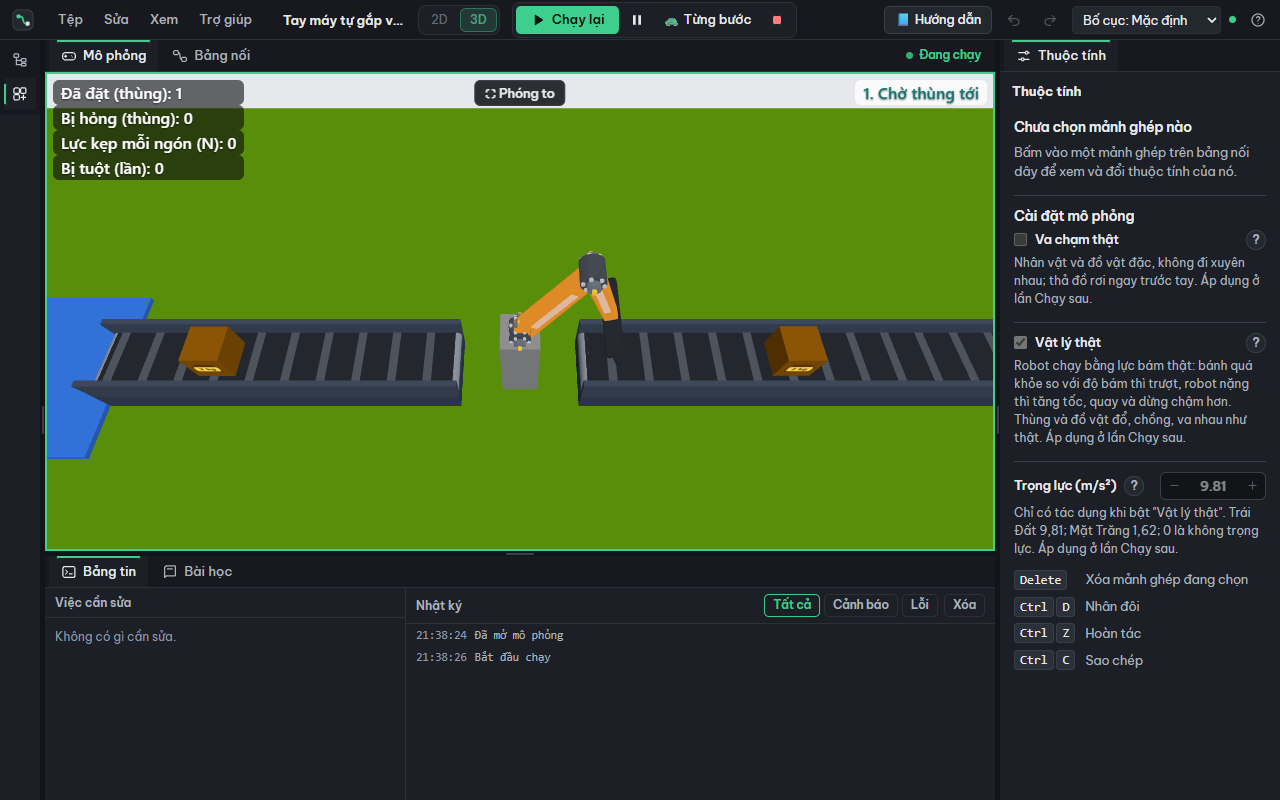 Tệp Sửa Xem Trợ giúp Tay máy tự gắp v... 2D 3D Chạy lại Từng bước Hướng dẫn Bố cục: Mặc định
Mô phỏng Bảng nối Đang chạy
Đã đặt (thùng): 1
Bị hỏng (thùng): 0
Lực kẹp mỗi ngón (N): 0
Bị tuột (lần): 0
Phóng to
1. Chờ thùng tới
Thuộc tính
Thuộc tính
Chưa chọn mảnh ghép nào
Bấm vào một mảnh ghép trên bảng nối
dây để xem và đổi thuộc tính của nó.
Cài đặt mô phỏng
Va chạm thật ?
Nhân vật và đồ vật đặc, không đi xuyên
nhau; thả đồ rơi ngay trước tay. Áp dụng ở
lần Chạy sau.
Vật lý thật ?
Robot chạy bằng lực bám thật: bánh quá
khỏe so với độ bám thì trượt, robot nặng
thì tăng tốc, quay và dừng chậm hơn.
Thùng và đồ vật đổ, chồng, va nhau như
thật. Áp dụng ở lần Chạy sau.
Trọng lực (m/s²) ? − 9.81 +
Chỉ có tác dụng khi bật "Vật lý thật". Trái
Đất 9,81; Mặt Trăng 1,62; 0 là không trọng
lực. Áp dụng ở lần Chạy sau.
Delete Xóa mảnh ghép đang chọn
Ctrl D Nhân đôi
Ctrl Z Hoàn tác
Ctrl C Sao chép
Bảng tin Bài học
Việc cần sửa
Không có gì cần sửa.
Nhật ký Tất cả Cảnh báo Lỗi Xóa
21:38:24 Đã mở mô phỏng
21:38:26 Bắt đầu chạy